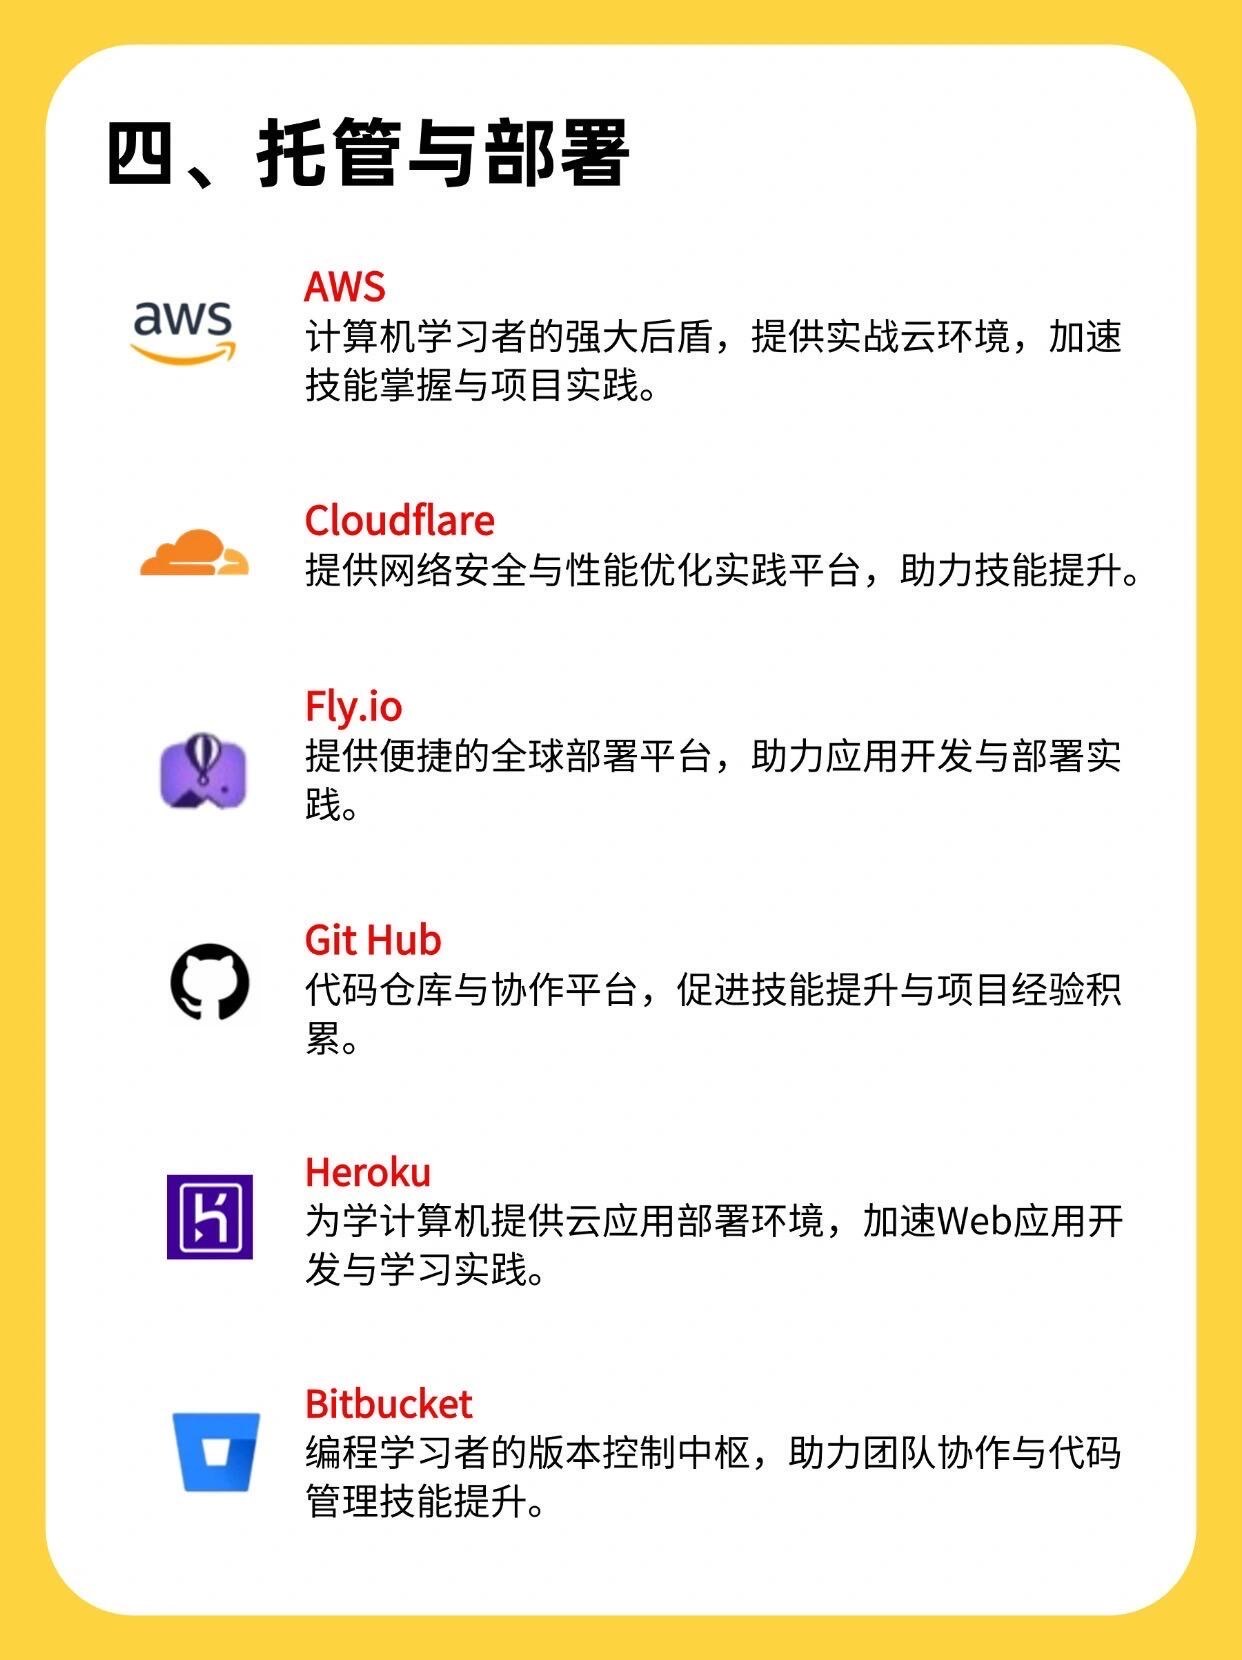 四、托管与部署
aws
AWS
计算机学习者的强大后盾，提供实战云环境，加速
技能掌握与项目实践。
Cloudflare
提供网络安全与性能优化实践平台，助力技能提升。
Fly.io
提供便捷的全球部署平台，助力应用开发与部署实
践。
Git Hub
代码仓库与协作平台，促进技能提升与项目经验积
累。
Heroku
为学计算机提供云应用部署环境，加速Web应用开
发与学习实践。
Bitbucket
编程学习者的版本控制中枢，助力团队协作与代码
管理技能提升。